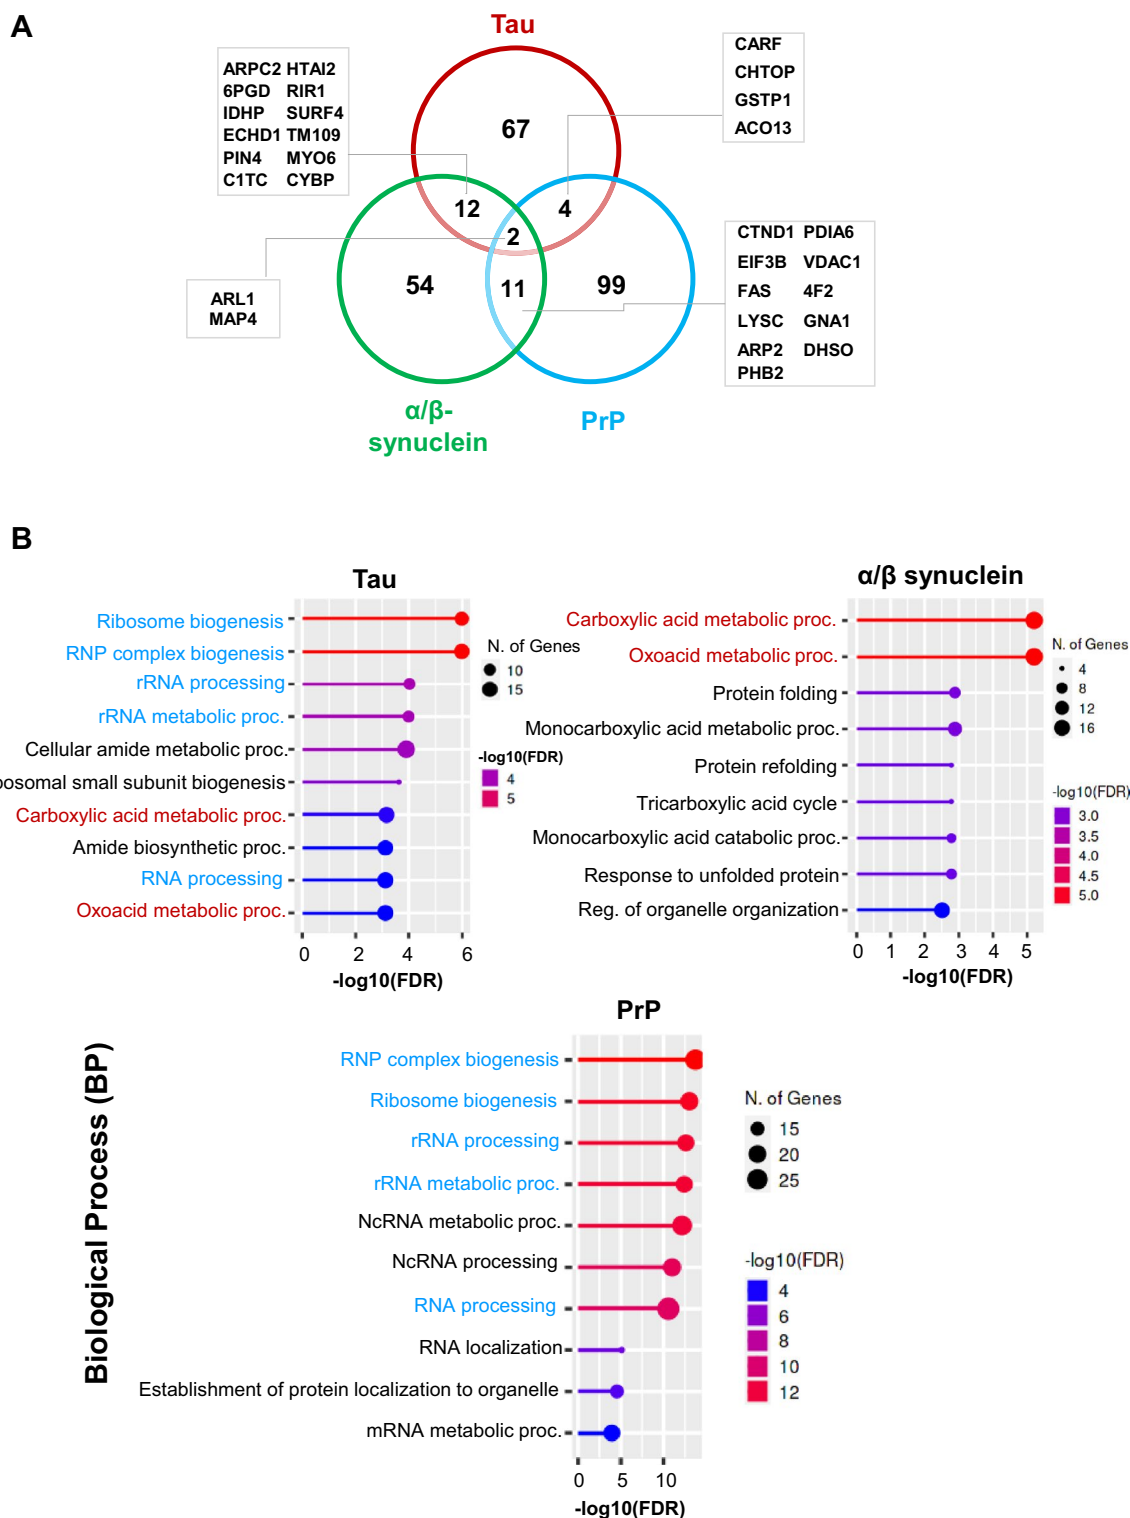 A
Tau
ARPC2 HTAI2
6PGD RIR1
IDHP SURF4
ECHD1 TM109
PIN4 MYO6
C1TC CYBP
CARF
CHTOP
GSTP1
ACO13
67
12
4
2
54
11
99
ARL1
MAP4
CTND1 PDIA6
EIF3B VDAC1
FAS 4F2
LYSC GNA1
ARP2 DHSO
PHB2
α/β-
synuclein
PrP
B
Tau
Ribosome biogenesis
RNP complex biogenesis
rRNA processing
rRNA metabolic proc.
Cellular amide metabolic proc.
osomal small subunit biogenesis
Carboxylic acid metabolic proc.
Amide biosynthetic proc.
RNA processing
Oxoacid metabolic proc.
0 2 4 6
-log10(FDR)
N. of Genes
10
15
-log10(FDR)
4
5
α/β synuclein
Carboxylic acid metabolic proc.
Oxoacid metabolic proc.
Protein folding
Monocarboxylic acid metabolic proc.
Protein refolding
Tricarboxylic acid cycle
Monocarboxylic acid catabolic proc.
Response to unfolded protein
Reg. of organelle organization
0 1 2 3 4 5
-log10(FDR)
N. of Genes
4
8
12
16
-log10(FDR)
3.0
3.5
4.0
4.5
5.0
Biological Process (BP)
PrP
RNP complex biogenesis
Ribosome biogenesis
rRNA processing
rRNA metabolic proc.
NcRNA metabolic proc.
NcRNA processing
RNA processing
RNA localization
Establishment of protein localization to organelle
mRNA metabolic proc.
0 5 10
-log10(FDR)
N. of Genes
15
20
25
-log10(FDR)
4
6
8
10
12